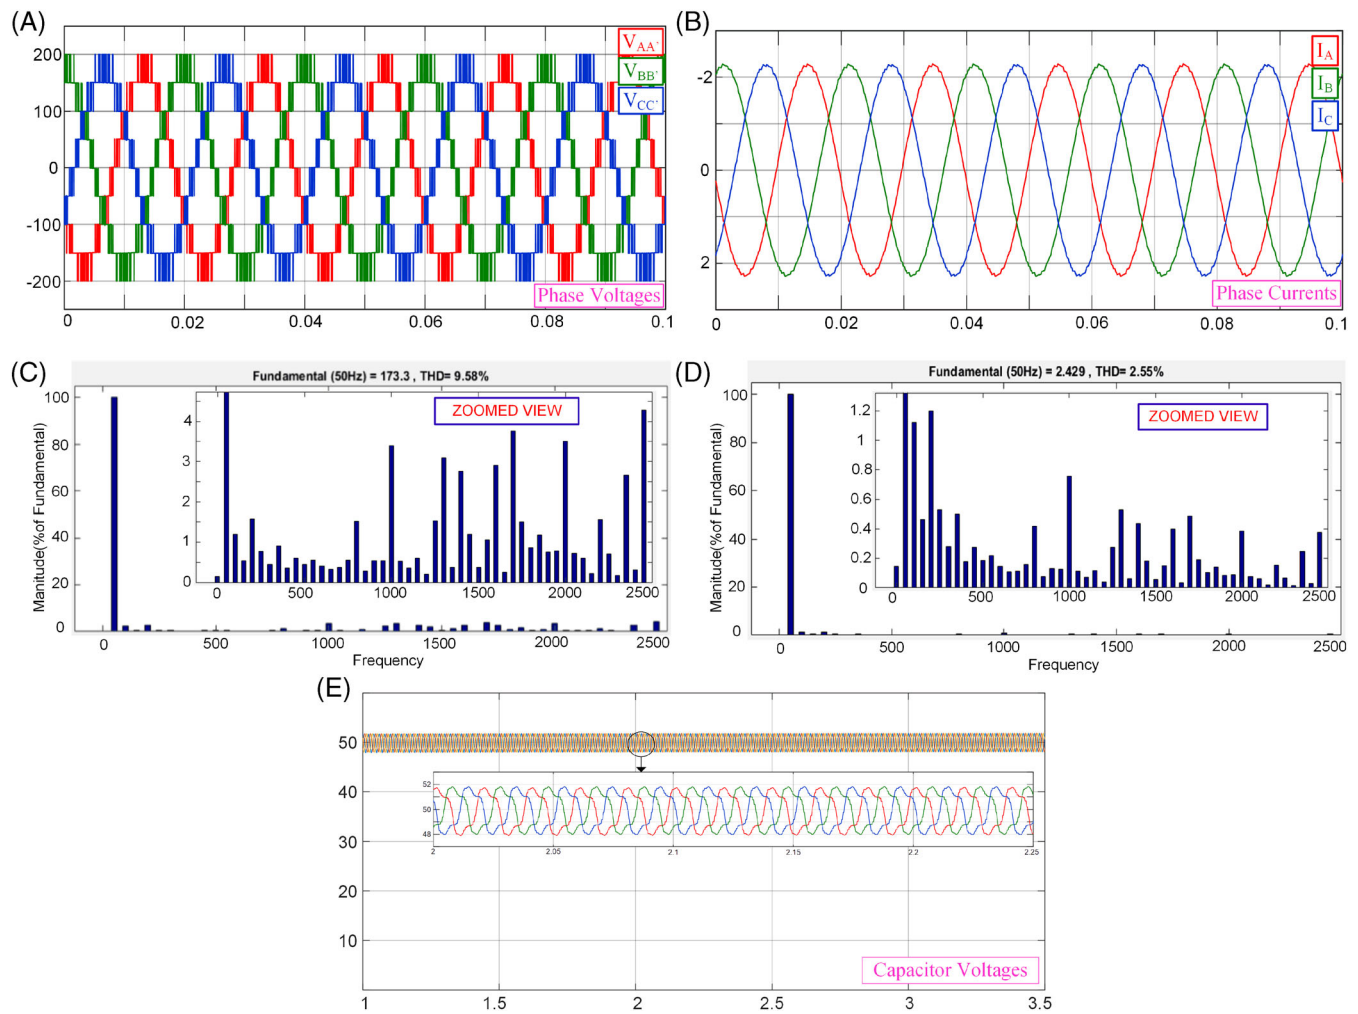 (A)
V_AA'
V_BB'
V_CC'
200
100
0
-100
-200
Phase Voltages
0 0.02 0.04 0.06 0.08 0.1
(B)
I_A
I_B
I_C
-2
0
2
Phase Currents
0 0.02 0.04 0.06 0.08 0.1
(C)
Fundamental (50Hz) = 173.3 , THD= 9.58%
Manitude(%of Fundamental)
100
80
60
40
20
0
ZOOMED VIEW
4
3
2
1
0
0 500 1000 1500 2000 2500
0 500 1000 1500 2000 2500
Frequency
(D)
Fundamental (50Hz) = 2.429 , THD= 2.55%
Manitude(%of Fundamental)
100
80
60
40
20
0
ZOOMED VIEW
1.2
1
0.8
0.6
0.4
0.2
0
0 500 1000 1500 2000 2500
0 500 1000 1500 2000 2500
Frequency
(E)
50
40
30
20
10
52
50
48
2 2.05 2.1 2.15 2.2 2.25
Capacitor Voltages
1 1.5 2 2.5 3 3.5